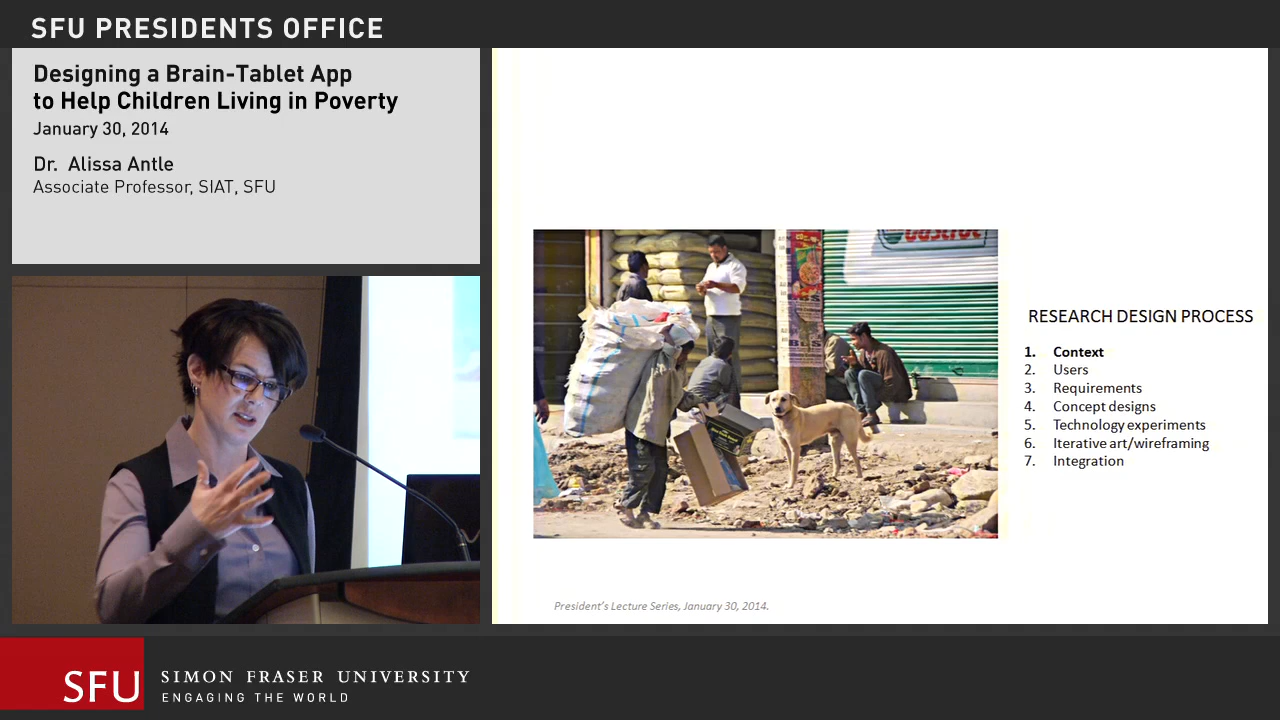 SFU PRESIDENTS OFFICE
Designing a Brain-Tablet App
to Help Children Living in Poverty
January 30, 2014
Dr. Alissa Antle
Associate Professor, SIAT, SFU
RESEARCH DESIGN PROCESS
1. Context
2. Users
3. Requirements
4. Concept designs
5. Technology experiments
6. Iterative art/wireframing
7. Integration
President's Lecture Series, January 30, 2014.
SFU
SIMON FRASER UNIVERSITY
ENGAGING THE WORLD